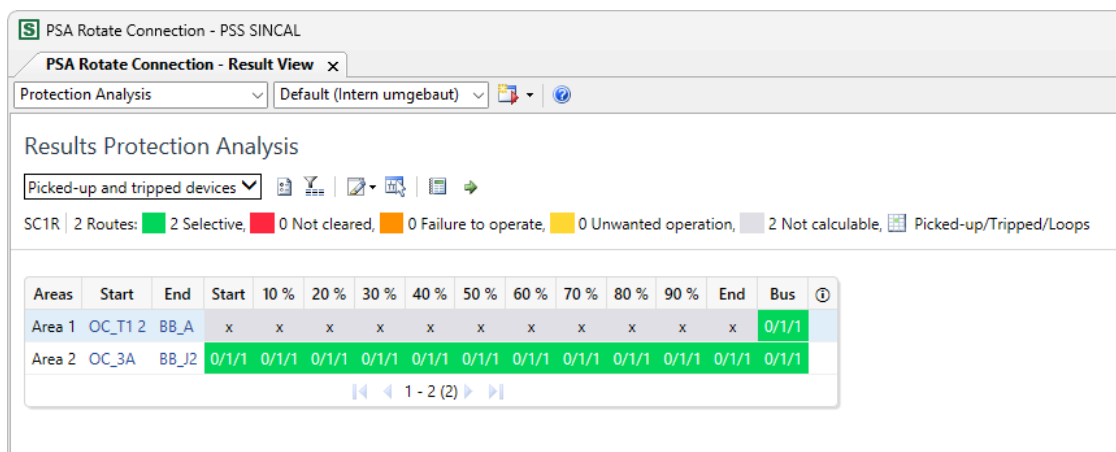 S PSA Rotate Connection - PSS SINCAL
PSA Rotate Connection - Result View x
Protection Analysis Default (Intern umgebaut)
Results Protection Analysis
Picked-up and tripped devices
SC1R 2 Routes: 2 Selective, 0 Not cleared, 0 Failure to operate, 0 Unwanted operation, 2 Not calculable, Picked-up/Tripped/Loops
Areas Start End Start 10 % 20 % 30 % 40 % 50 % 60 % 70 % 80 % 90 % End Bus
Area 1 OC_T1 2 BB_A x x x x x x x x x x x 0/1/1
Area 2 OC_3A BB_J2 0/1/1 0/1/1 0/1/1 0/1/1 0/1/1 0/1/1 0/1/1 0/1/1 0/1/1 0/1/1 0/1/1 0/1/1
1 - 2 (2)